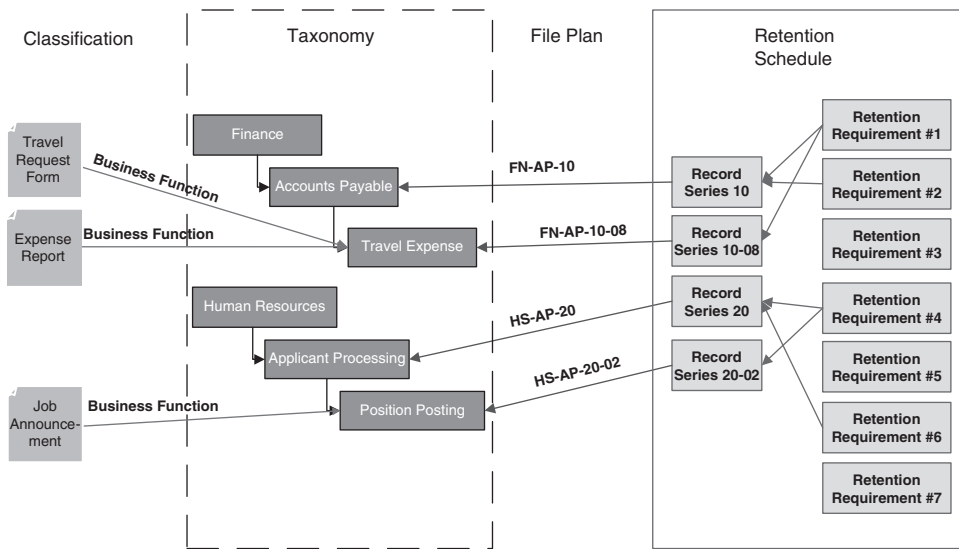 Classification
Taxonomy
File Plan
Retention
Schedule
Travel
Request
Form
Expense
Report
Job
Announce-
ment
Business Function
Business Function
Business Function
Finance
Accounts Payable
Travel Expense
Human Resources
Applicant Processing
Position Posting
FN-AP-10
FN-AP-10-08
HS-AP-20
HS-AP-20-02
Record
Series 10
Record
Series 10-08
Record
Series 20
Record
Series 20-02
Retention
Requirement #1
Retention
Requirement #2
Retention
Requirement #3
Retention
Requirement #4
Retention
Requirement #5
Retention
Requirement #6
Retention
Requirement #7